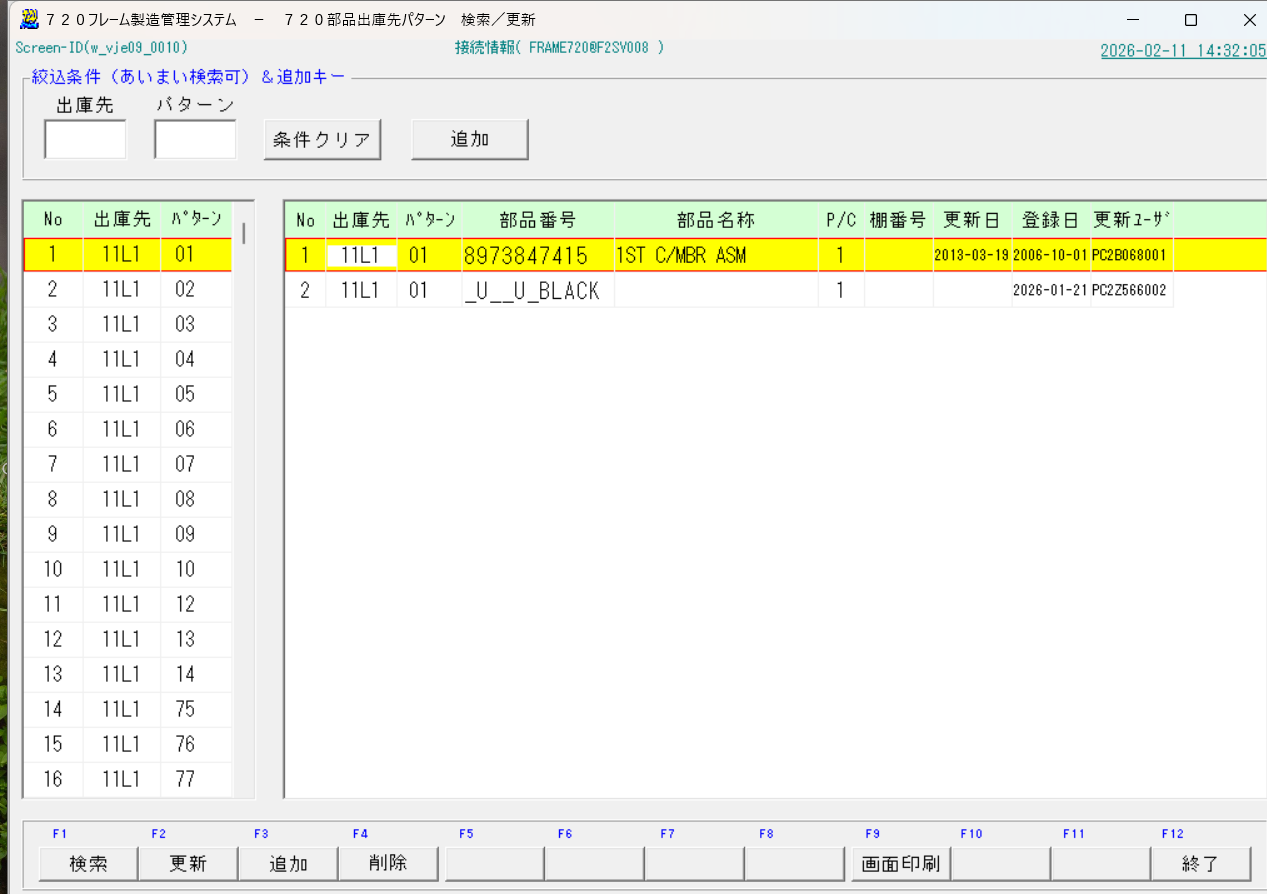 ７２０フレーム製造管理システム － ７２０部品出庫先パターン 検索／更新
Screen-ID(w_vje09_0010) 接続情報( FRAME720@F2SV008 ) 2026-02-11 14:32:05
絞込条件（あいまい検索可）＆追加キー
出庫先 パターン
条件クリア 追加
No 出庫先 ﾊﾟﾀｰﾝ
1 11L1 01
2 11L1 02
3 11L1 03
4 11L1 04
5 11L1 05
6 11L1 06
7 11L1 07
8 11L1 08
9 11L1 09
10 11L1 10
11 11L1 12
12 11L1 13
13 11L1 14
14 11L1 75
15 11L1 76
16 11L1 77
No 出庫先 ﾊﾟﾀｰﾝ 部品番号 部品名称 P/C 棚番号 更新日 登録日 更新ﾕｰｻﾞ
1 11L1 01 8973847415 1ST C/MBR ASM 1 2013-03-19 2006-10-01 PC2B068001
2 11L1 01 _U__U_BLACK 1 2026-01-21 PC2Z566002
F1 F2 F3 F4 F5 F6 F7 F8 F9 F10 F11 F12
検索 更新 追加 削除 画面印刷 終了